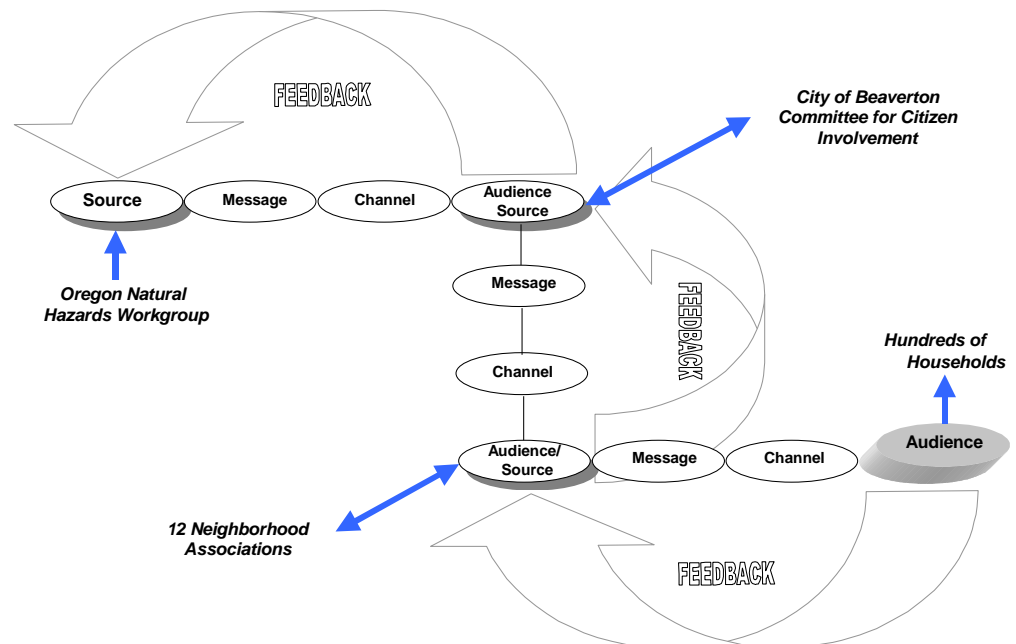 FEEDBACK
City of Beaverton
Committee for Citizen
Involvement
Source
Message
Channel
Audience
Source
Oregon Natural
Hazards Workgroup
Message
FEEDBACK
Channel
Hundreds of
Households
Audience/
Source
Message
Channel
Audience
12 Neighborhood
Associations
FEEDBACK